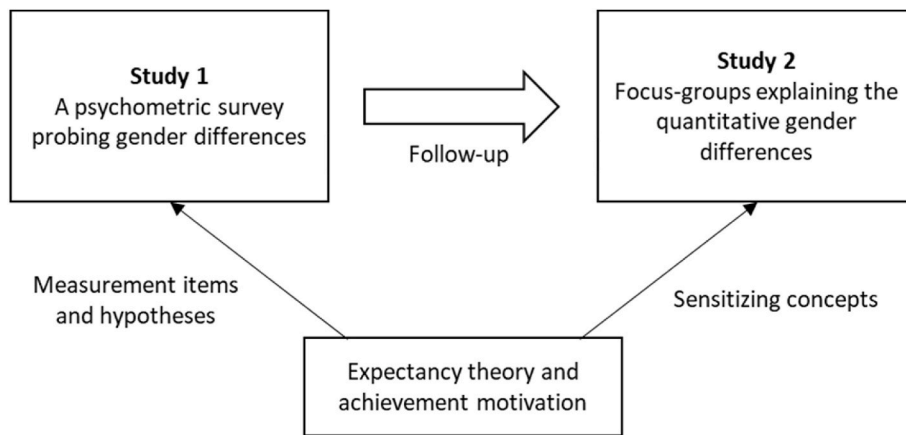 Study 1
A psychometric survey
probing gender differences
Follow-up
Study 2
Focus-groups explaining the
quantitative gender
differences
Measurement items
and hypotheses
Sensitizing concepts
Expectancy theory and
achievement motivation